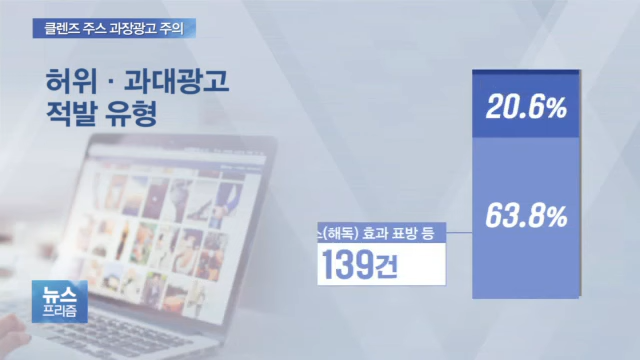 클렌즈 주스 과장광고 주의
허위 · 과대광고
적발 유형
20.6%
63.8%
(해독) 효과 표방 등
139건
뉴스
프리즘